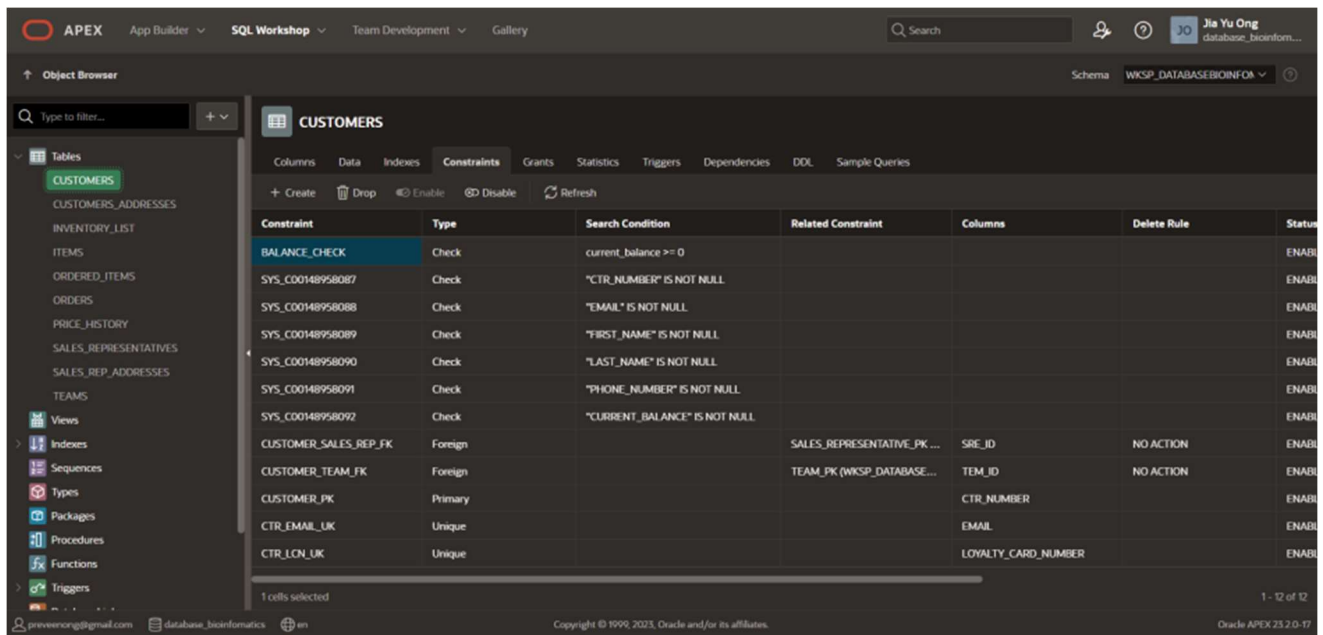 APEX App Builder SQL Workshop Team Development Gallery Search Jia Yu Ong
JO database_bioinfom...
Object Browser Schema WKSP_DATABASEBIOINFOM
Type to filter...
CUSTOMERS
Tables
CUSTOMERS
CUSTOMERS_ADDRESSES
INVENTORY_LIST
ITEMS
ORDERED_ITEMS
ORDERS
PRICE_HISTORY
SALES_REPRESENTATIVES
SALES_REP_ADDRESSES
TEAMS
Views
Indexes
Sequences
Types
Packages
Procedures
Functions
Triggers
Columns Data Indexes Constraints Grants Statistics Triggers Dependencies DDL Sample Queries
+ Create Drop Enable Disable Refresh
Constraint Type Search Condition Related Constraint Columns Delete Rule Status
BALANCE_CHECK Check current_balance >= 0 ENABL
SYS_C00148958087 Check "CTR_NUMBER" IS NOT NULL ENABL
SYS_C00148958088 Check "EMAIL" IS NOT NULL ENABL
SYS_C00148958089 Check "FIRST_NAME" IS NOT NULL ENABL
SYS_C00148958090 Check "LAST_NAME" IS NOT NULL ENABL
SYS_C00148958091 Check "PHONE_NUMBER" IS NOT NULL ENABL
SYS_C00148958092 Check "CURRENT_BALANCE" IS NOT NULL ENABL
CUSTOMER_SALES_REP_FK Foreign SALES_REPRESENTATIVE_PK ... SRE_ID NO ACTION ENABL
CUSTOMER_TEAM_FK Foreign TEAM_PK (WKSP_DATABASE... TEM_ID NO ACTION ENABL
CUSTOMER_PK Primary CTR_NUMBER ENABL
CTR_EMAIL_UK Unique EMAIL ENABL
CTR_LCN_UK Unique LOYALTY_CARD_NUMBER ENABL
1 cells selected 1 - 12 of 12
preveenong@gmail.com database_bioinfomatics en Copyright © 1999, 2023, Oracle and/or its affiliates. Oracle APEX 23.2.0-17